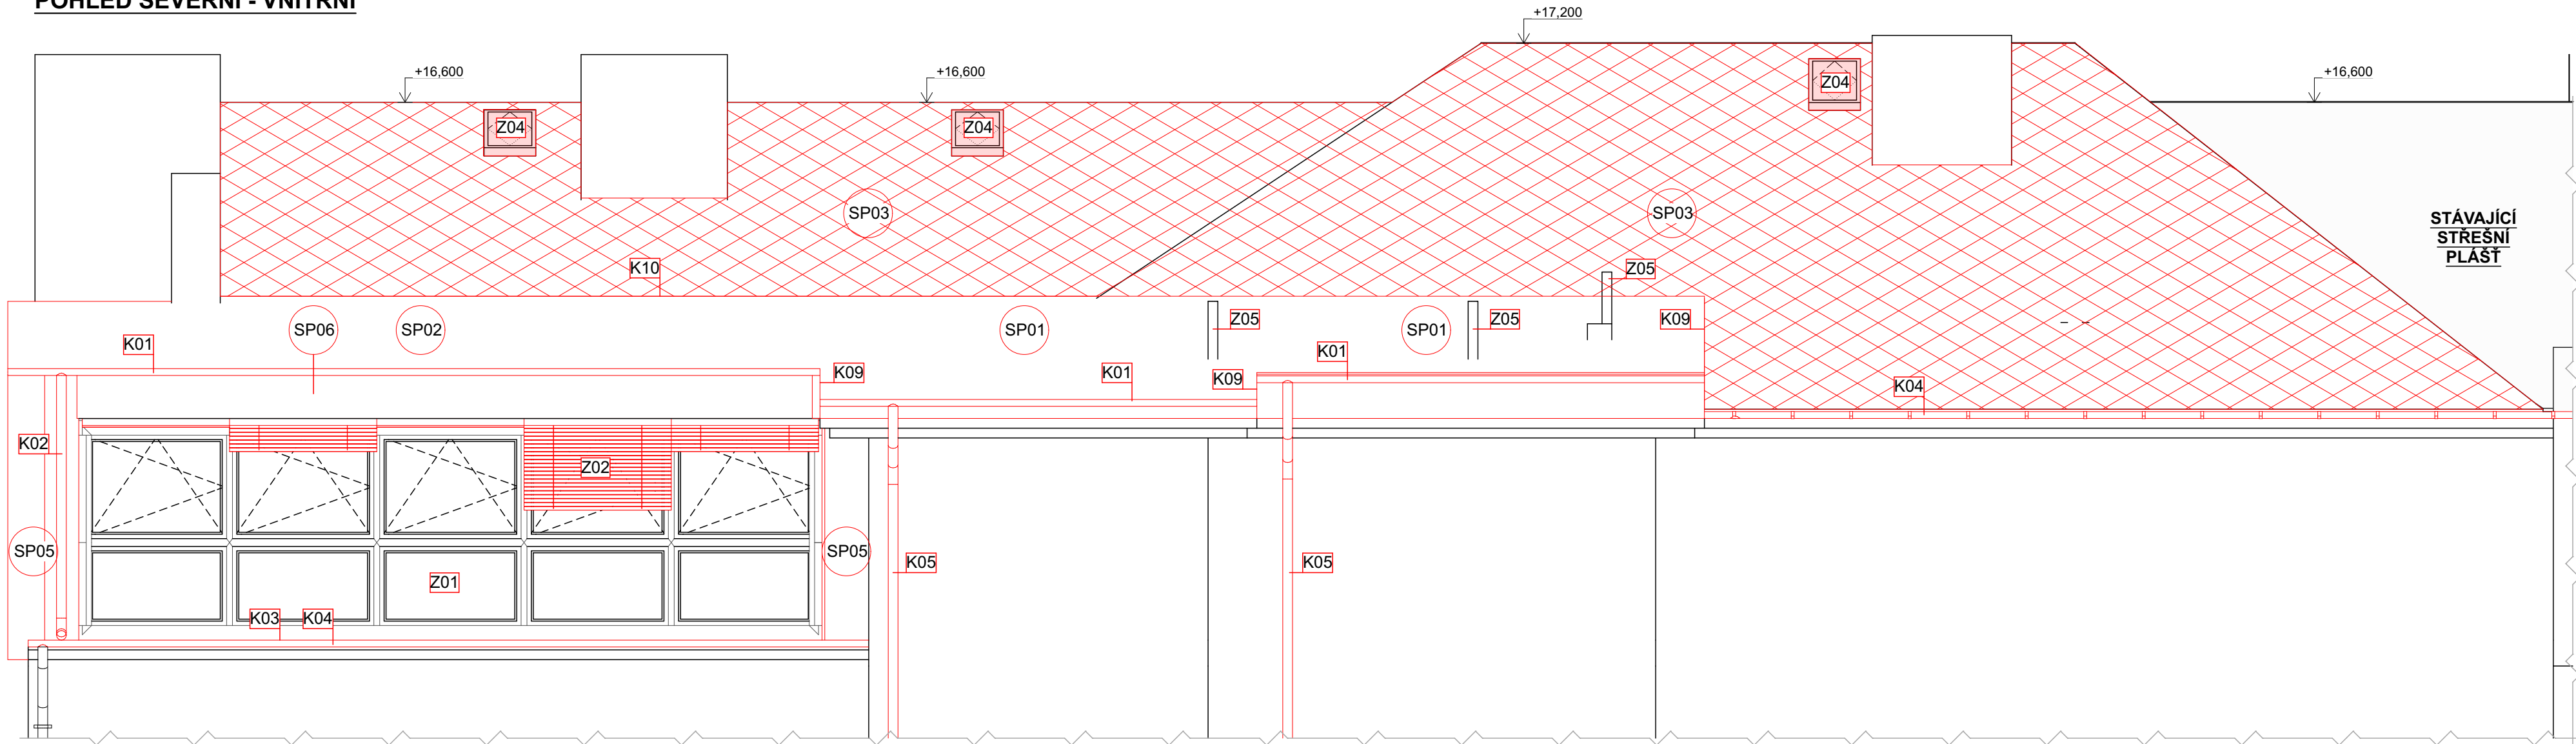 POHLED SEVERNÍ - VNITŘNÍ
+17,200
+16,600
+16,600
+16,600
Z04
Z04
Z04
SP03
SP03
STÁVAJÍCÍ
STŘEŠNÍ
PLÁŠŤ
K10
Z05
SP06
SP02
SP01
Z05
SP01
Z05
K09
K01
K09
K01
K09
K01
K04
K02
Z02
SP05
SP05
K05
K05
Z01
K03
K04